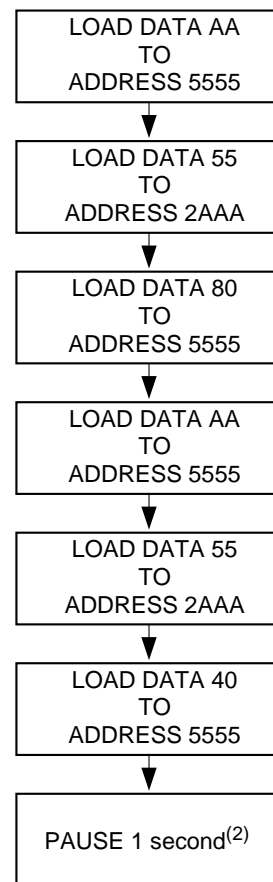 LOAD DATA AA
TO
ADDRESS 5555
LOAD DATA 55
TO
ADDRESS 2AAA
LOAD DATA 80
TO
ADDRESS 5555
LOAD DATA AA
TO
ADDRESS 5555
LOAD DATA 55
TO
ADDRESS 2AAA
LOAD DATA 40
TO
ADDRESS 5555
PAUSE 1 second(2)